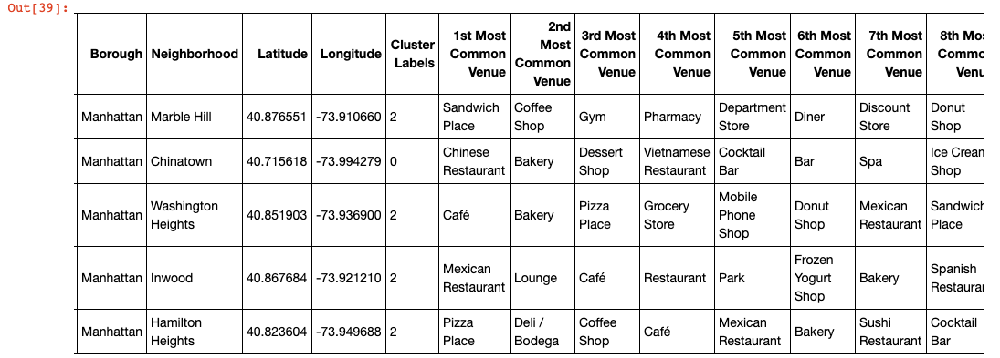 Out[39]:
Borough Neighborhood Latitude Longitude Cluster Labels 1st Most Common Venue 2nd Most Common Venue 3rd Most Common Venue 4th Most Common Venue 5th Most Common Venue 6th Most Common Venue 7th Most Common Venue 8th Mos Commo Venu
Manhattan Marble Hill 40.876551 -73.910660 2 Sandwich Place Coffee Shop Gym Pharmacy Department Store Diner Discount Store Donut Shop
Manhattan Chinatown 40.715618 -73.994279 0 Chinese Restaurant Bakery Dessert Shop Vietnamese Restaurant Cocktail Bar Bar Spa Ice Cream Shop
Manhattan Washington Heights 40.851903 -73.936900 2 Café Bakery Pizza Place Grocery Store Mobile Phone Shop Donut Shop Mexican Restaurant Sandwich Place
Manhattan Inwood 40.867684 -73.921210 2 Mexican Restaurant Lounge Café Restaurant Park Frozen Yogurt Shop Bakery Spanish Restaurar
Manhattan Hamilton Heights 40.823604 -73.949688 2 Pizza Place Deli / Bodega Coffee Shop Café Mexican Restaurant Bakery Sushi Restaurant Cocktail Bar